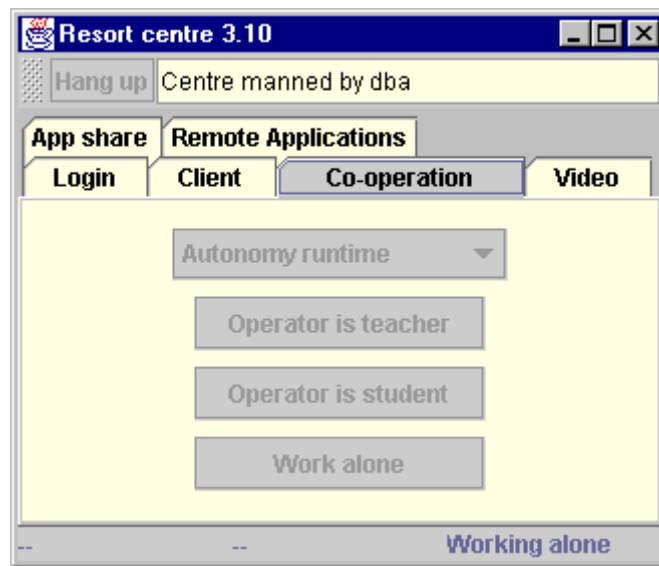 Resort centre 3.10
Hang up Centre manned by dba
App share Remote Applications
Login Client Co-operation Video
Autonomy runtime
Operator is teacher
Operator is student
Work alone
-- -- Working alone